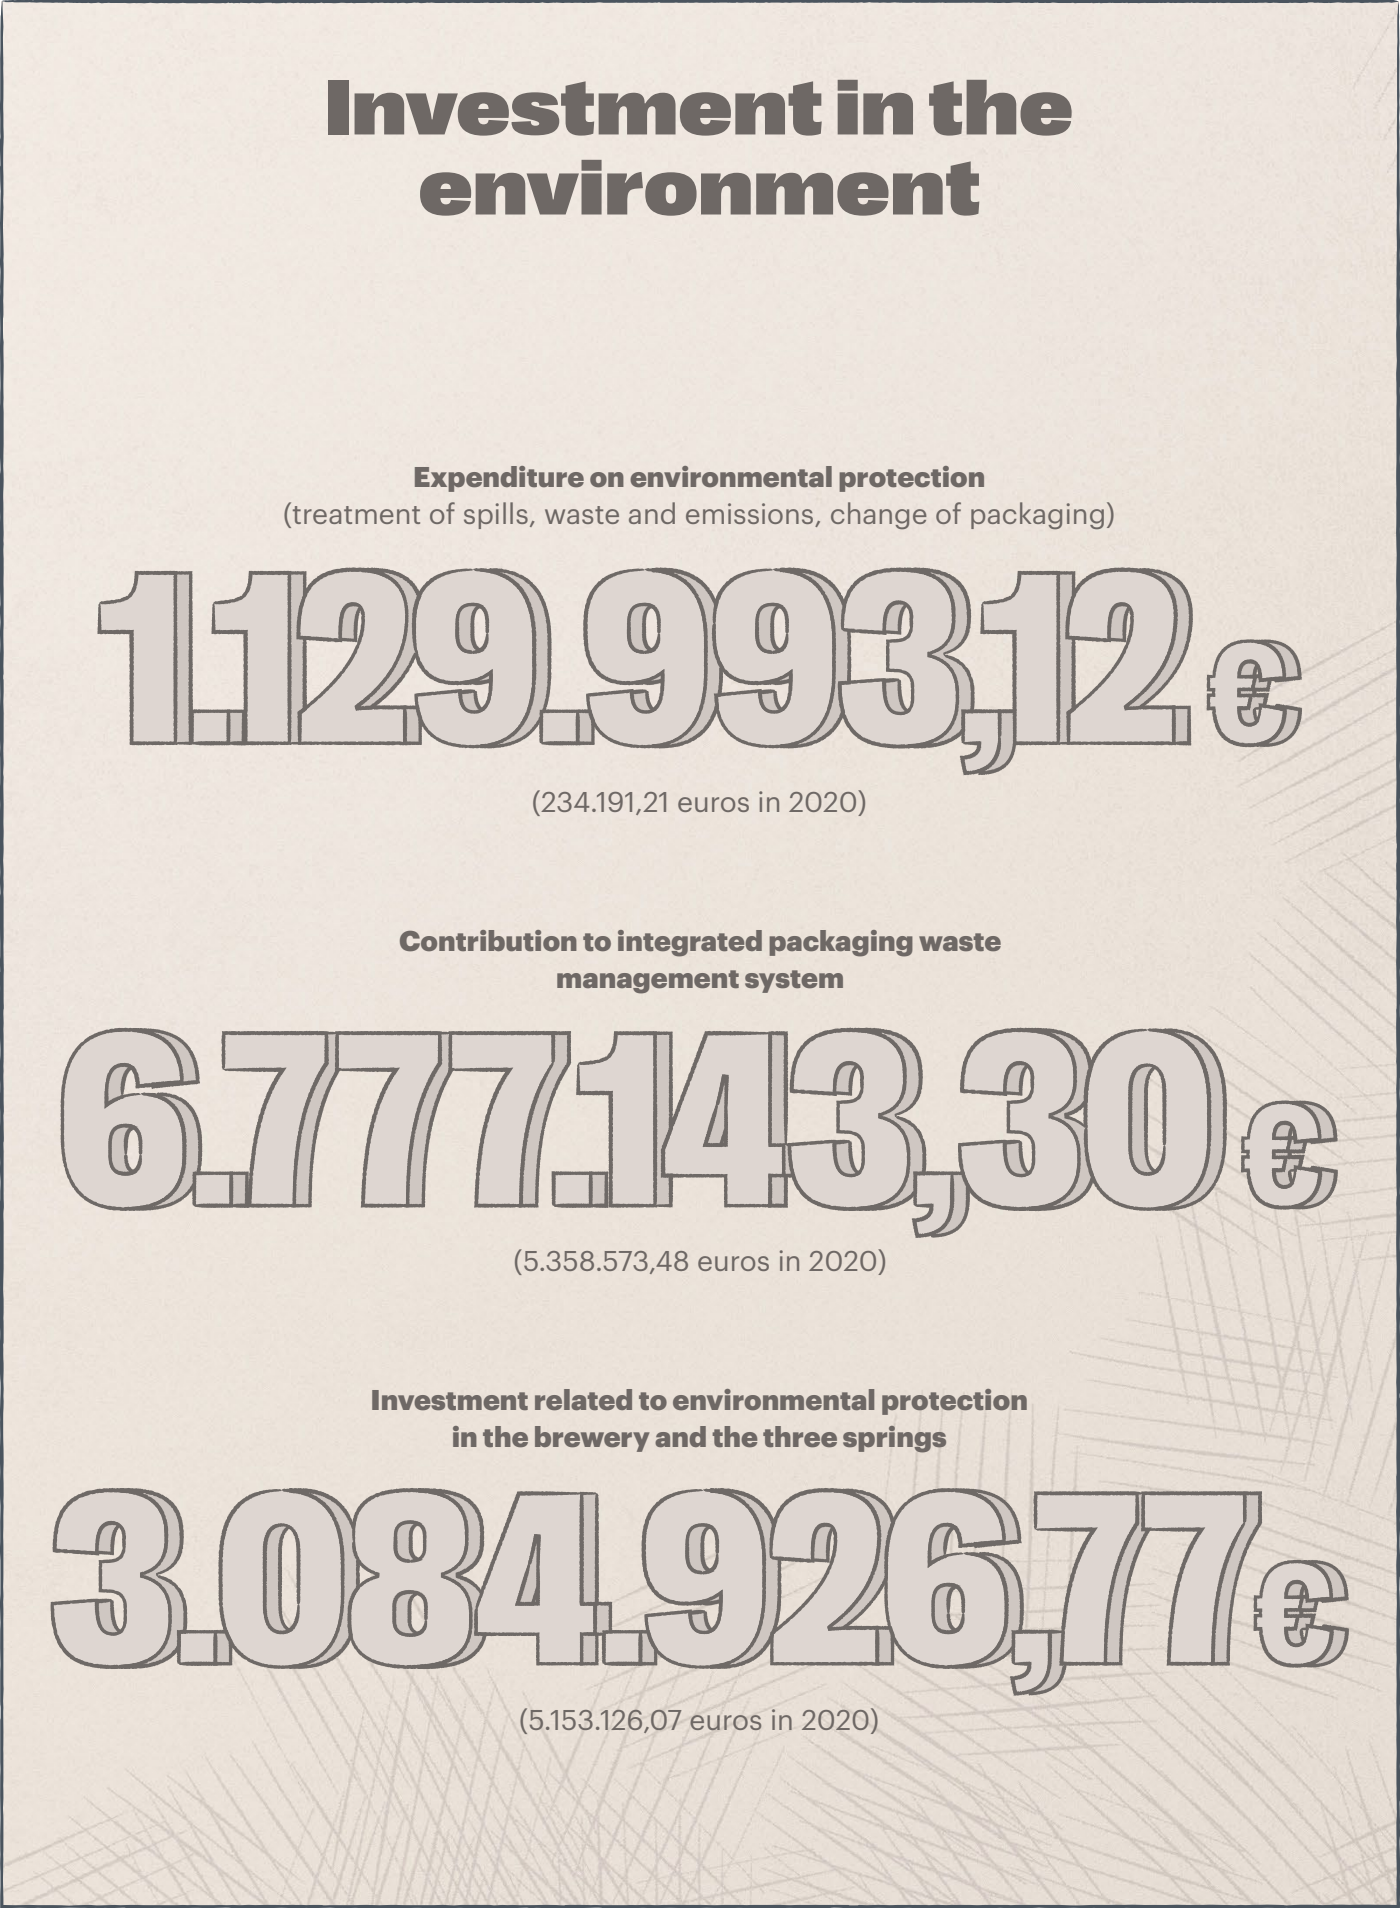 Investment in the
environment
Expenditure on environmental protection
(treatment of spills, waste and emissions, change of packaging)
1.129.993,12 €
(234.191,21 euros in 2020)
Contribution to integrated packaging waste
management system
6.777.143,30 €
(5.358.573,48 euros in 2020)
Investment related to environmental protection
in the brewery and the three springs
3.084.926,77 €
(5.153.126,07 euros in 2020)